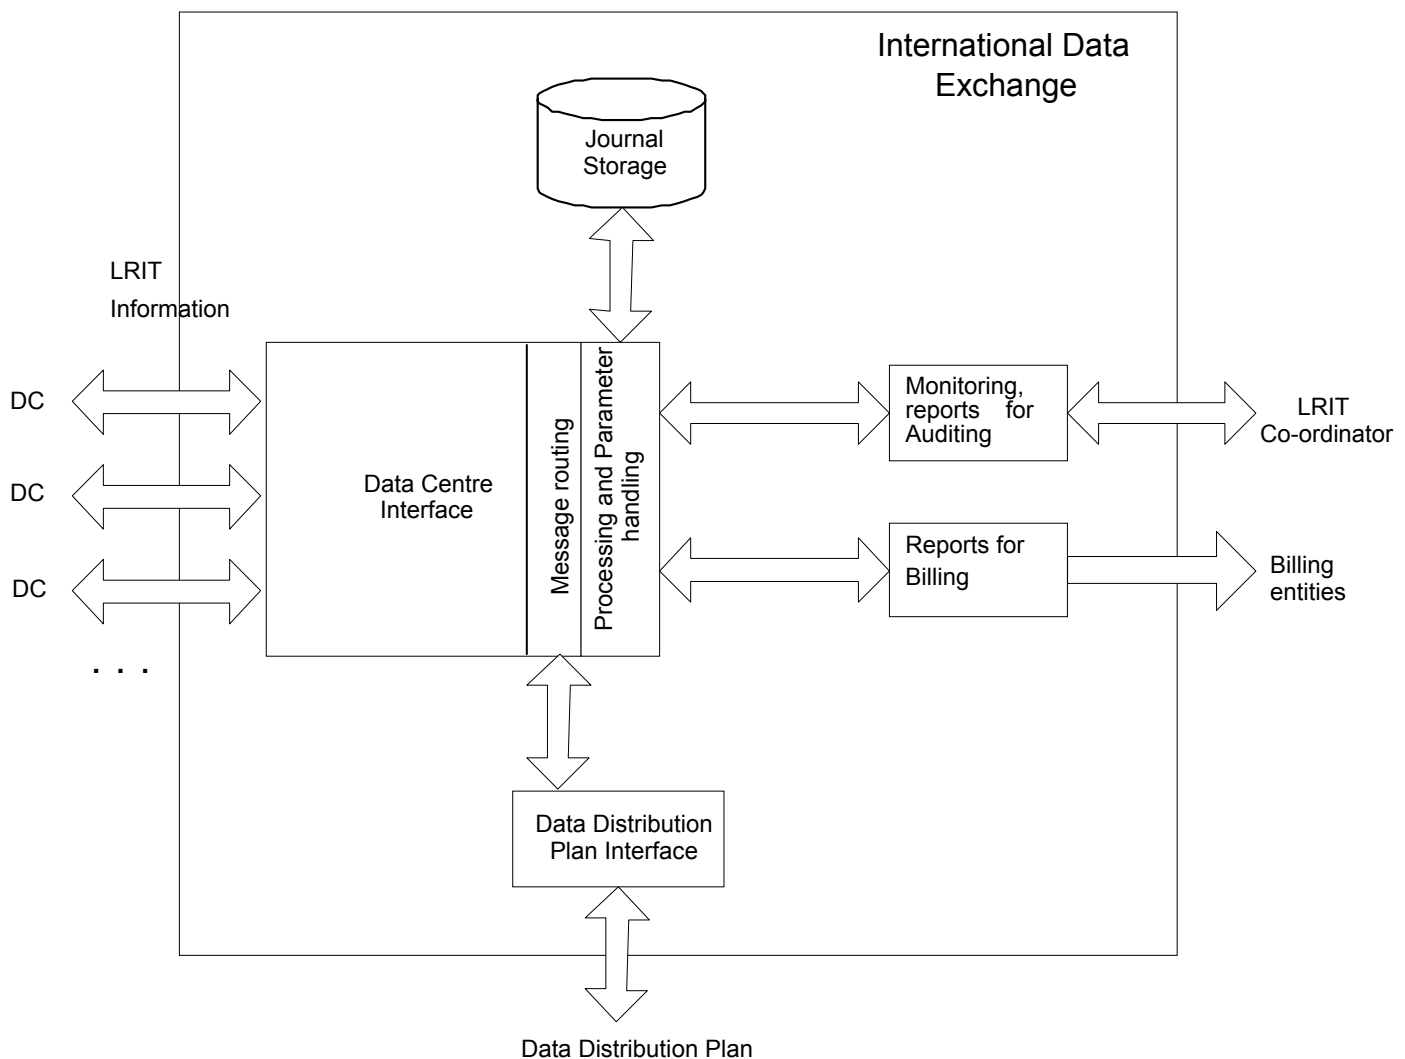 International Data
Exchange
Journal
Storage
LRIT
Information
DC
DC
DC
. . .
Data Centre
Interface
Message routing
Processing and Parameter
handling
Monitoring,
reports for
Auditing
LRIT
Co-ordinator
Reports for
Billing
Billing
entities
Data Distribution
Plan Interface
Data Distribution Plan